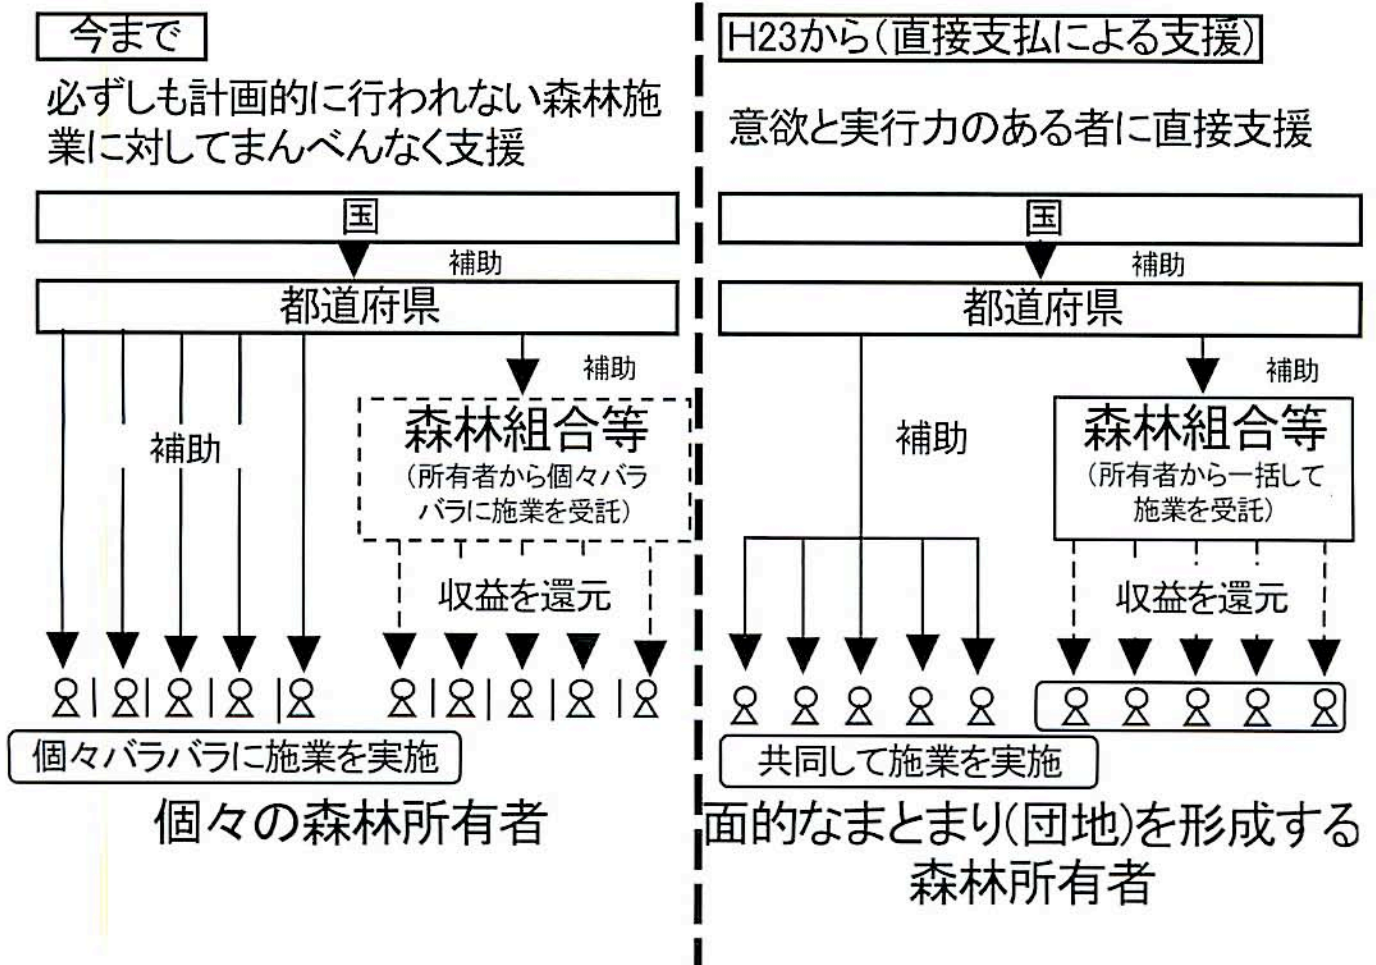 今まで
必ずしも計画的に行われない森林施
業に対してまんべんなく支援
国
補助
都道府県
補助
補助
森林組合等
(所有者から個々バラ
バラに施業を受託)
収益を還元
個々バラバラに施業を実施
個々の森林所有者
H23から(直接支払による支援)
意欲と実行力のある者に直接支援
国
補助
都道府県
補助
補助
森林組合等
(所有者から一括して
施業を受託)
収益を還元
共同して施業を実施
面的なまとまり(団地)を形成する
森林所有者